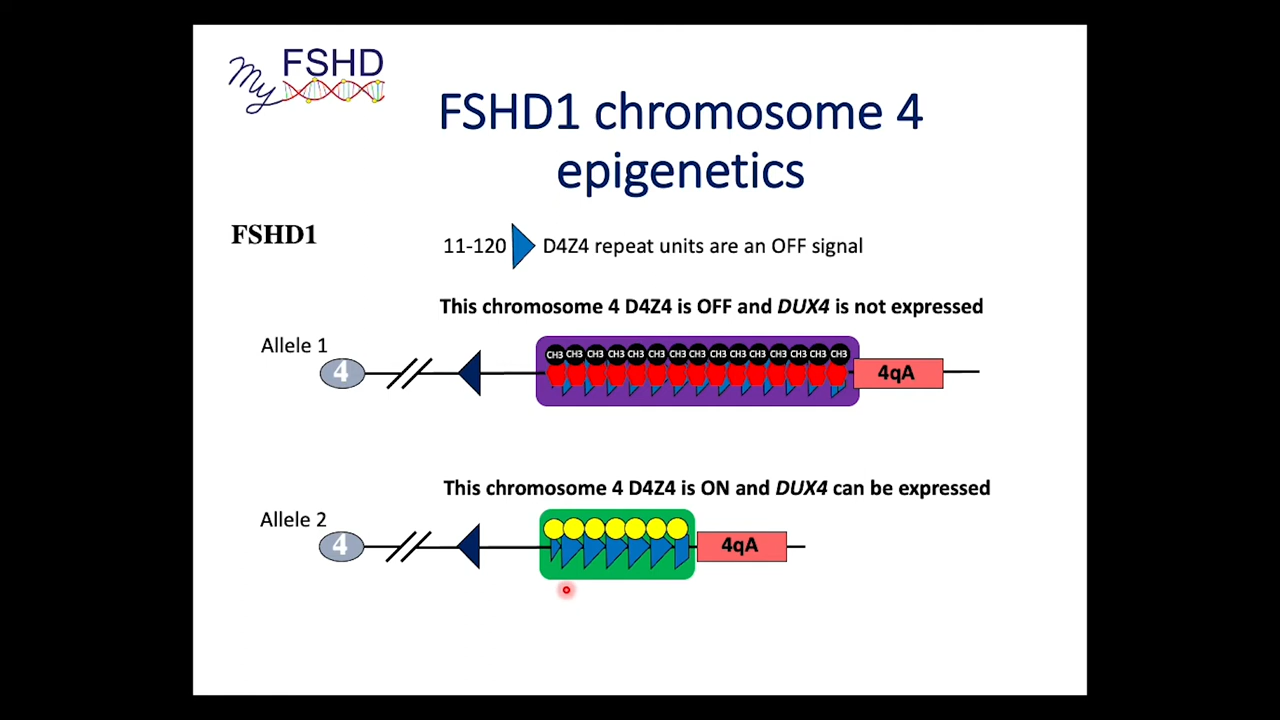 My FSHD
FSHD1 chromosome 4
epigenetics
FSHD1
11-120 D4Z4 repeat units are an OFF signal
This chromosome 4 D4Z4 is OFF and DUX4 is not expressed
Allele 1
CH3 CH3 CH3 CH3 CH3 CH3 CH3 CH3 CH3 CH3 CH3 CH3 CH3 CH3 CH3
4
4qA
This chromosome 4 D4Z4 is ON and DUX4 can be expressed
Allele 2
4
4qA